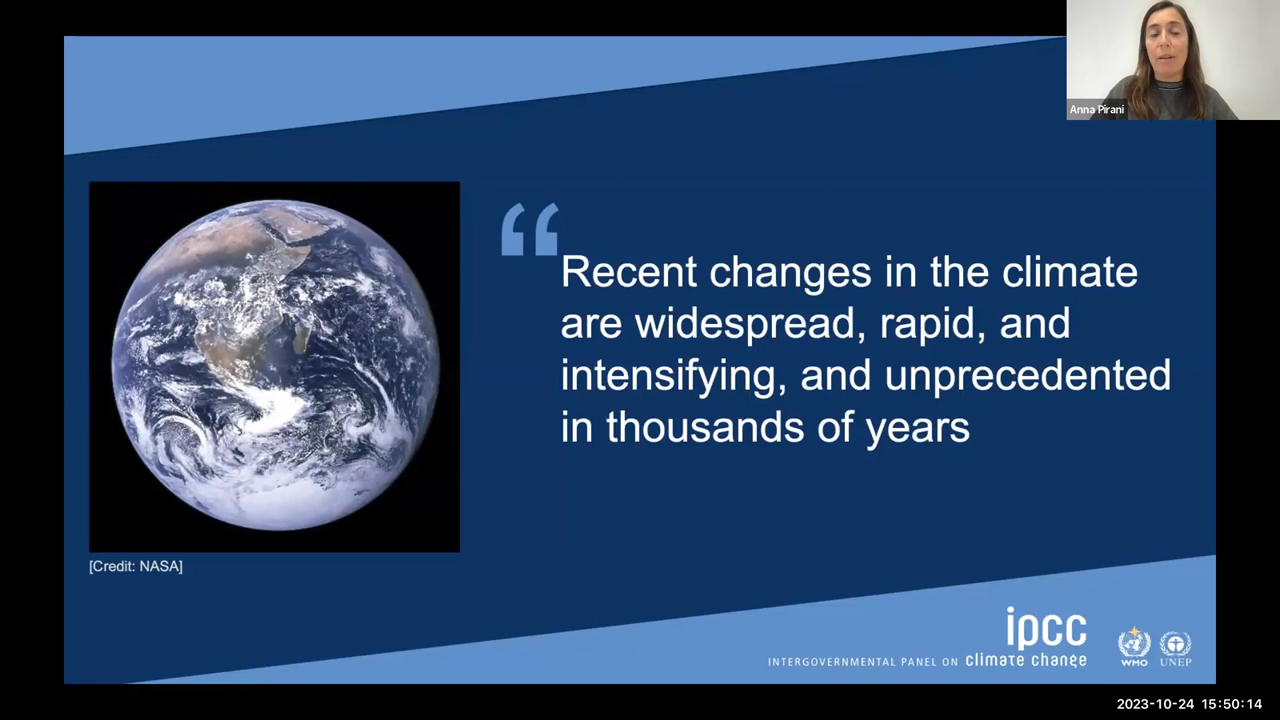 Anna Pirani
“
Recent changes in the climate
are widespread, rapid, and
intensifying, and unprecedented
in thousands of years
[Credit: NASA]
ipcc
INTERGOVERNMENTAL PANEL ON climate change
WMO
UNEP
2023-10-24 15:50:14